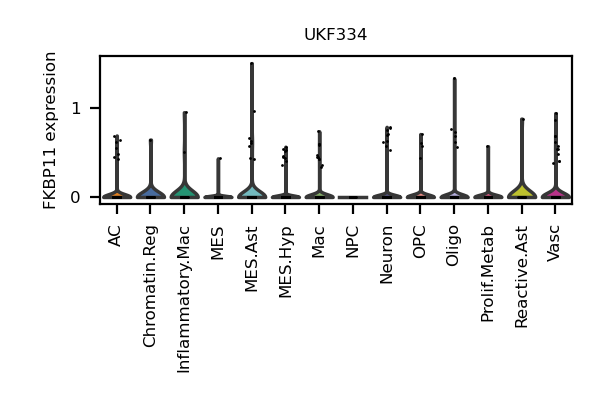 UKF334
FKBP11 expression
1
0
AC
Chromatin.Reg
Inflammatory.Mac
MES
MES.Ast
MES.Hyp
Mac
NPC
Neuron
OPC
Oligo
Prolif.Metab
Reactive.Ast
Vasc